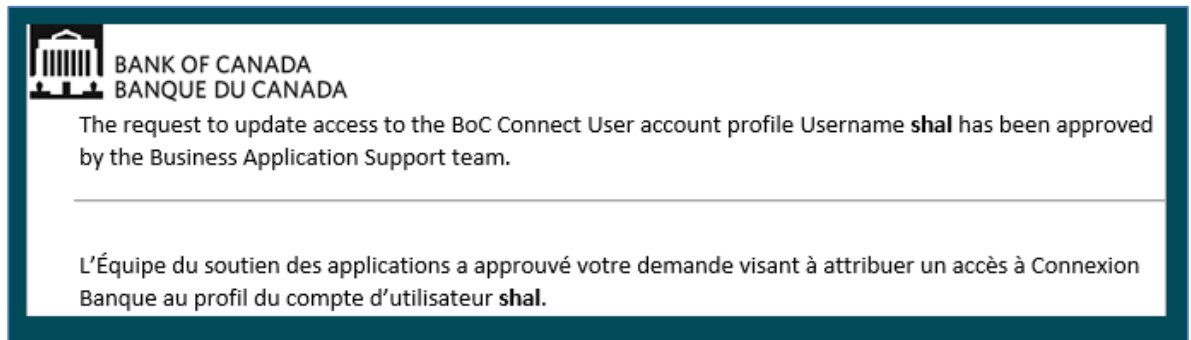 BANK OF CANADA
BANQUE DU CANADA
The request to update access to the BoC Connect User account profile Username shal has been approved
by the Business Application Support team.
L’Équipe du soutien des applications a approuvé votre demande visant à attribuer un accès à Connexion
Banque au profil du compte d’utilisateur shal.